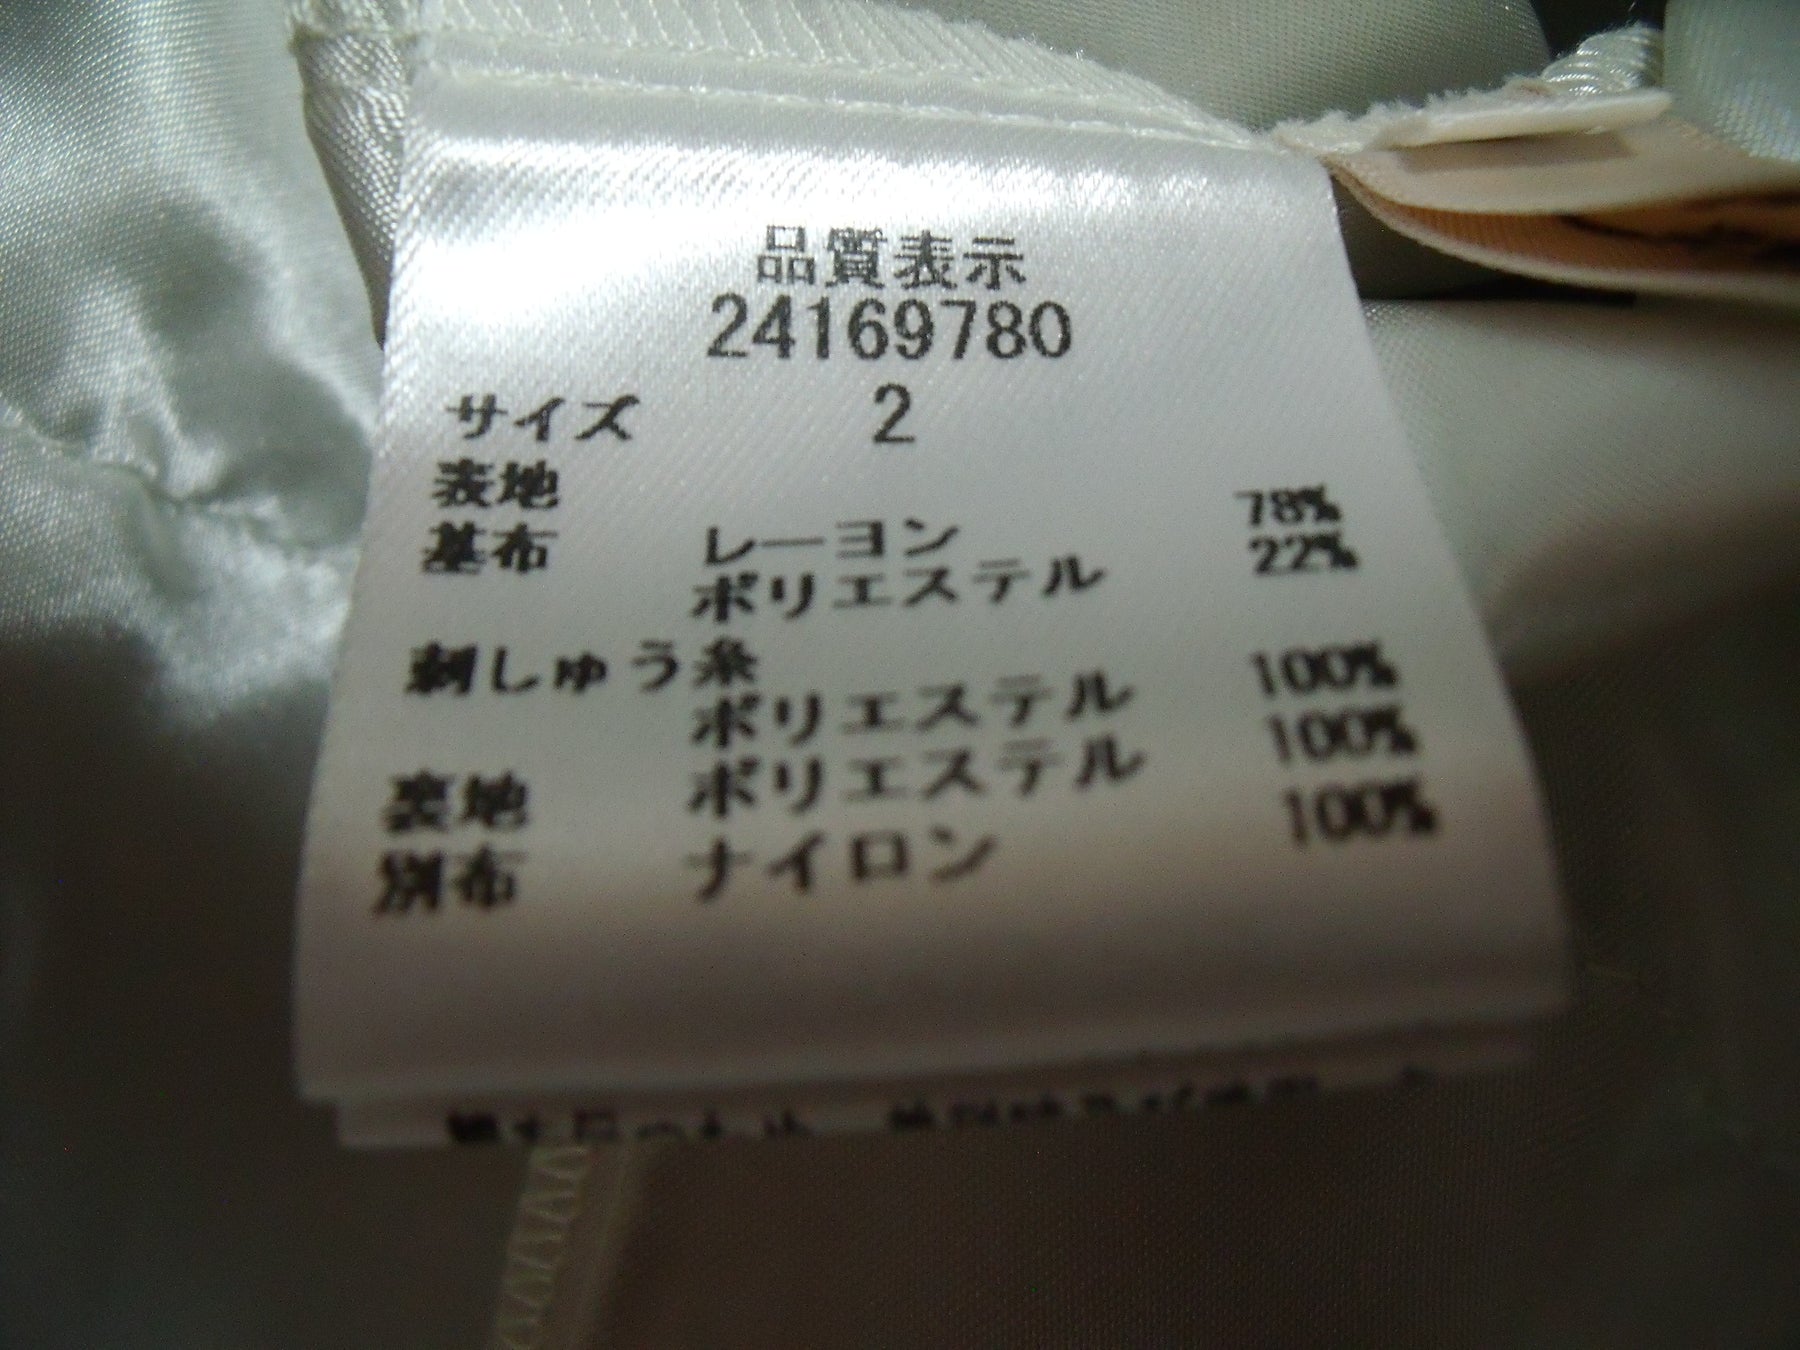 品質表示
24169780
サイズ 2
表地
基布 レーヨン 78%
ポリエステル 22%
刺しゅう糸
ポリエステル 100%
裏地 ポリエステル 100%
別布 ナイロン 100%